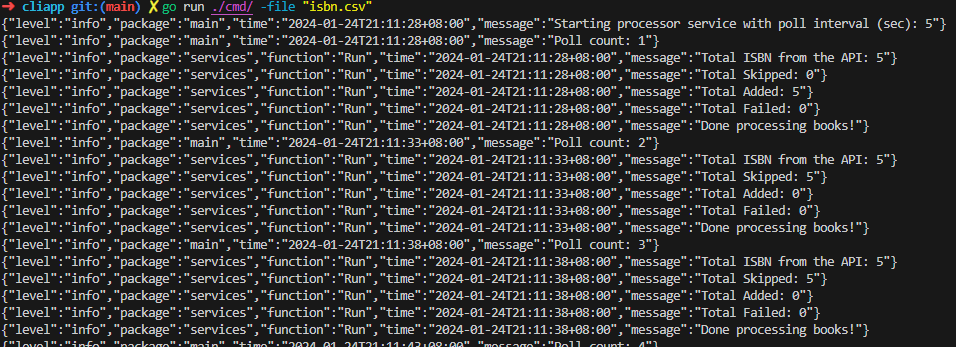 ➜ cliapp git:(main) ✗ go run ./cmd/ -file "isbn.csv"
{"level":"info","package":"main","time":"2024-01-24T21:11:28+08:00","message":"Starting processor service with poll interval (sec): 5"}
{"level":"info","package":"main","time":"2024-01-24T21:11:28+08:00","message":"Poll count: 1"}
{"level":"info","package":"services","function":"Run","time":"2024-01-24T21:11:28+08:00","message":"Total ISBN from the API: 5"}
{"level":"info","package":"services","function":"Run","time":"2024-01-24T21:11:28+08:00","message":"Total Skipped: 0"}
{"level":"info","package":"services","function":"Run","time":"2024-01-24T21:11:28+08:00","message":"Total Added: 5"}
{"level":"info","package":"services","function":"Run","time":"2024-01-24T21:11:28+08:00","message":"Total Failed: 0"}
{"level":"info","package":"services","function":"Run","time":"2024-01-24T21:11:28+08:00","message":"Done processing books!"}
{"level":"info","package":"main","time":"2024-01-24T21:11:33+08:00","message":"Poll count: 2"}
{"level":"info","package":"services","function":"Run","time":"2024-01-24T21:11:33+08:00","message":"Total ISBN from the API: 5"}
{"level":"info","package":"services","function":"Run","time":"2024-01-24T21:11:33+08:00","message":"Total Skipped: 5"}
{"level":"info","package":"services","function":"Run","time":"2024-01-24T21:11:33+08:00","message":"Total Added: 0"}
{"level":"info","package":"services","function":"Run","time":"2024-01-24T21:11:33+08:00","message":"Total Failed: 0"}
{"level":"info","package":"services","function":"Run","time":"2024-01-24T21:11:33+08:00","message":"Done processing books!"}
{"level":"info","package":"main","time":"2024-01-24T21:11:38+08:00","message":"Poll count: 3"}
{"level":"info","package":"services","function":"Run","time":"2024-01-24T21:11:38+08:00","message":"Total ISBN from the API: 5"}
{"level":"info","package":"services","function":"Run","time":"2024-01-24T21:11:38+08:00","message":"Total Skipped: 5"}
{"level":"info","package":"services","function":"Run","time":"2024-01-24T21:11:38+08:00","message":"Total Added: 0"}
{"level":"info","package":"services","function":"Run","time":"2024-01-24T21:11:38+08:00","message":"Total Failed: 0"}
{"level":"info","package":"services","function":"Run","time":"2024-01-24T21:11:38+08:00","message":"Done processing books!"}
{"level":"info","package":"main","time":"2024-01-24T21:11:43+08:00","message":"Poll count: 4"}